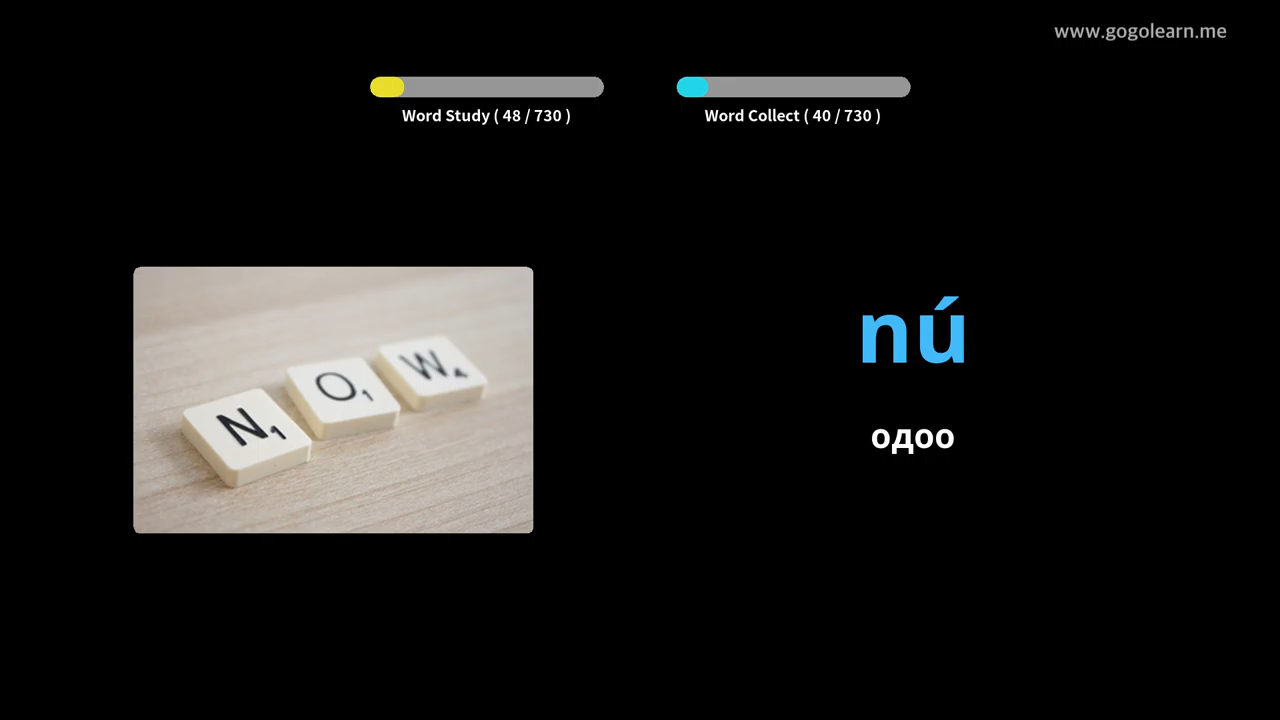 www.gogolearn.me
Word Study ( 48 / 730 )
Word Collect ( 40 / 730 )
N1 O1 W4
nú
одоо